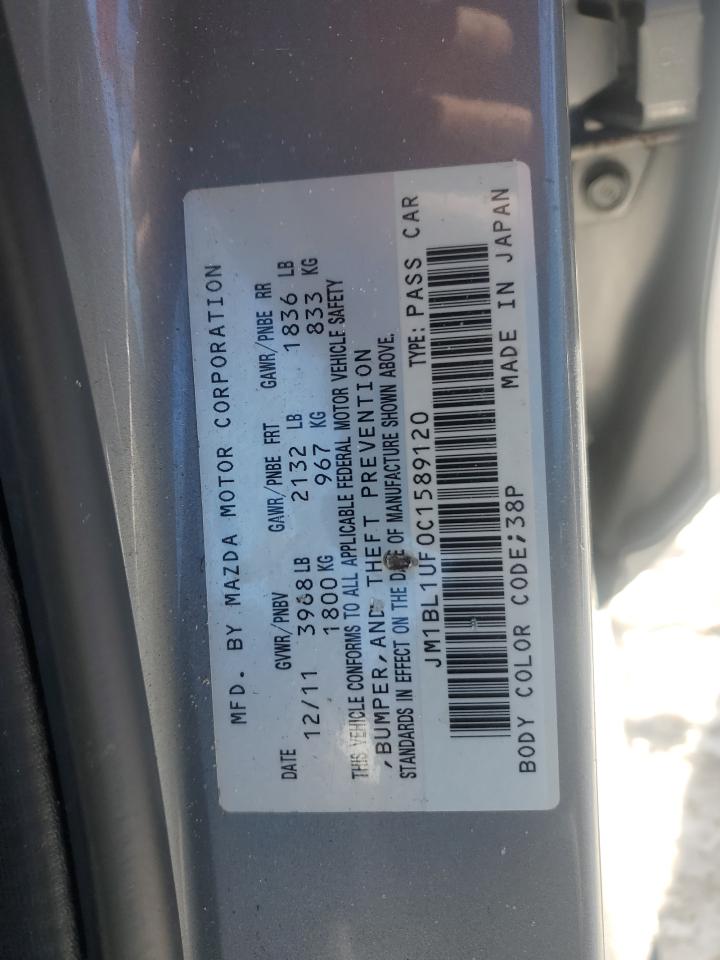 MFD. BY MAZDA MOTOR CORPORATION
DATE GVWR/PNBV GAWR/PNBE FRT GAWR/PNBE RR
12/11 3968 LB 2132 LB 1836 LB
1800 KG 967 KG 833 KG
THIS VEHICLE CONFORMS TO ALL APPLICABLE FEDERAL MOTOR VEHICLE SAFETY
,BUMPER, AND THEFT PREVENTION
STANDARDS IN EFFECT ON THE DATE OF MANUFACTURE SHOWN ABOVE.
JM1BL1UF0C1589120 TYPE: PASS CAR
BODY COLOR CODE;38P MADE IN JAPAN